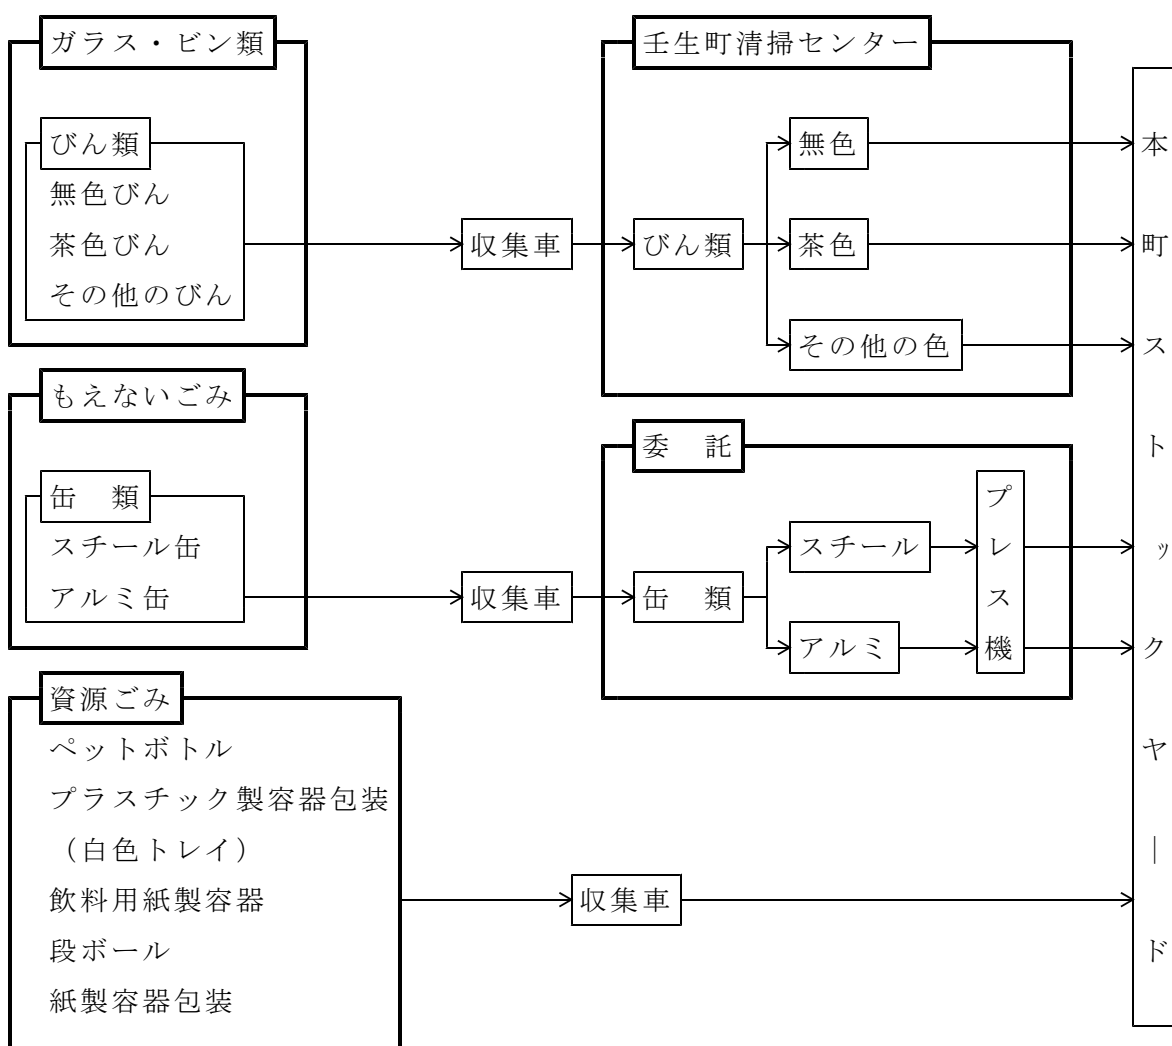 ガラス・ビン類
びん類
無色びん
茶色びん
その他のびん
収集車
壬生町清掃センター
びん類
無色
茶色
その他の色
もえないごみ
缶　類
スチール缶
アルミ缶
収集車
委　託
缶　類
スチール
アルミ
プレス機
資源ごみ
ペットボトル
プラスチック製容器包装
（白色トレイ）
飲料用紙製容器
段ボール
紙製容器包装
収集車
本町ストックヤード